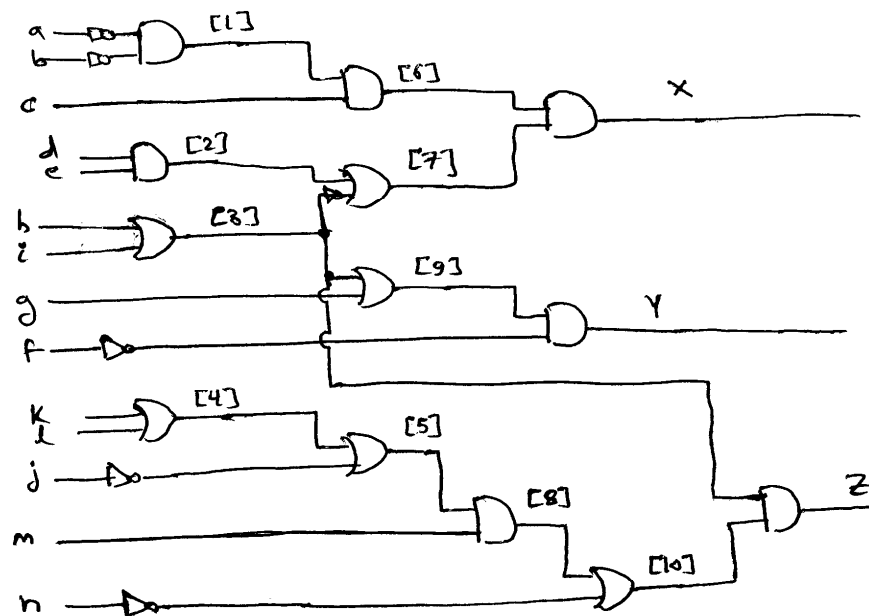 a [1]
b
c [6] X
d [2]
e [7]
h [3]
i
g [9] Y
f
k [4]
l [5]
j
m [8]
n [10] Z